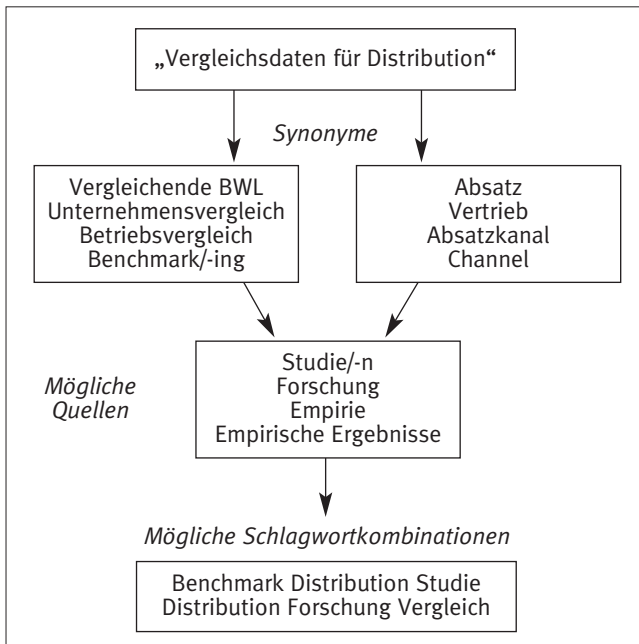 „Vergleichsdaten für Distribution“
Synonyme
Vergleichende BWL
Unternehmensvergleich
Betriebsvergleich
Benchmark/-ing
Absatz
Vertrieb
Absatzkanal
Channel
Mögliche
Quellen
Studie/-n
Forschung
Empirie
Empirische Ergebnisse
Mögliche Schlagwortkombinationen
Benchmark Distribution Studie
Distribution Forschung Vergleich